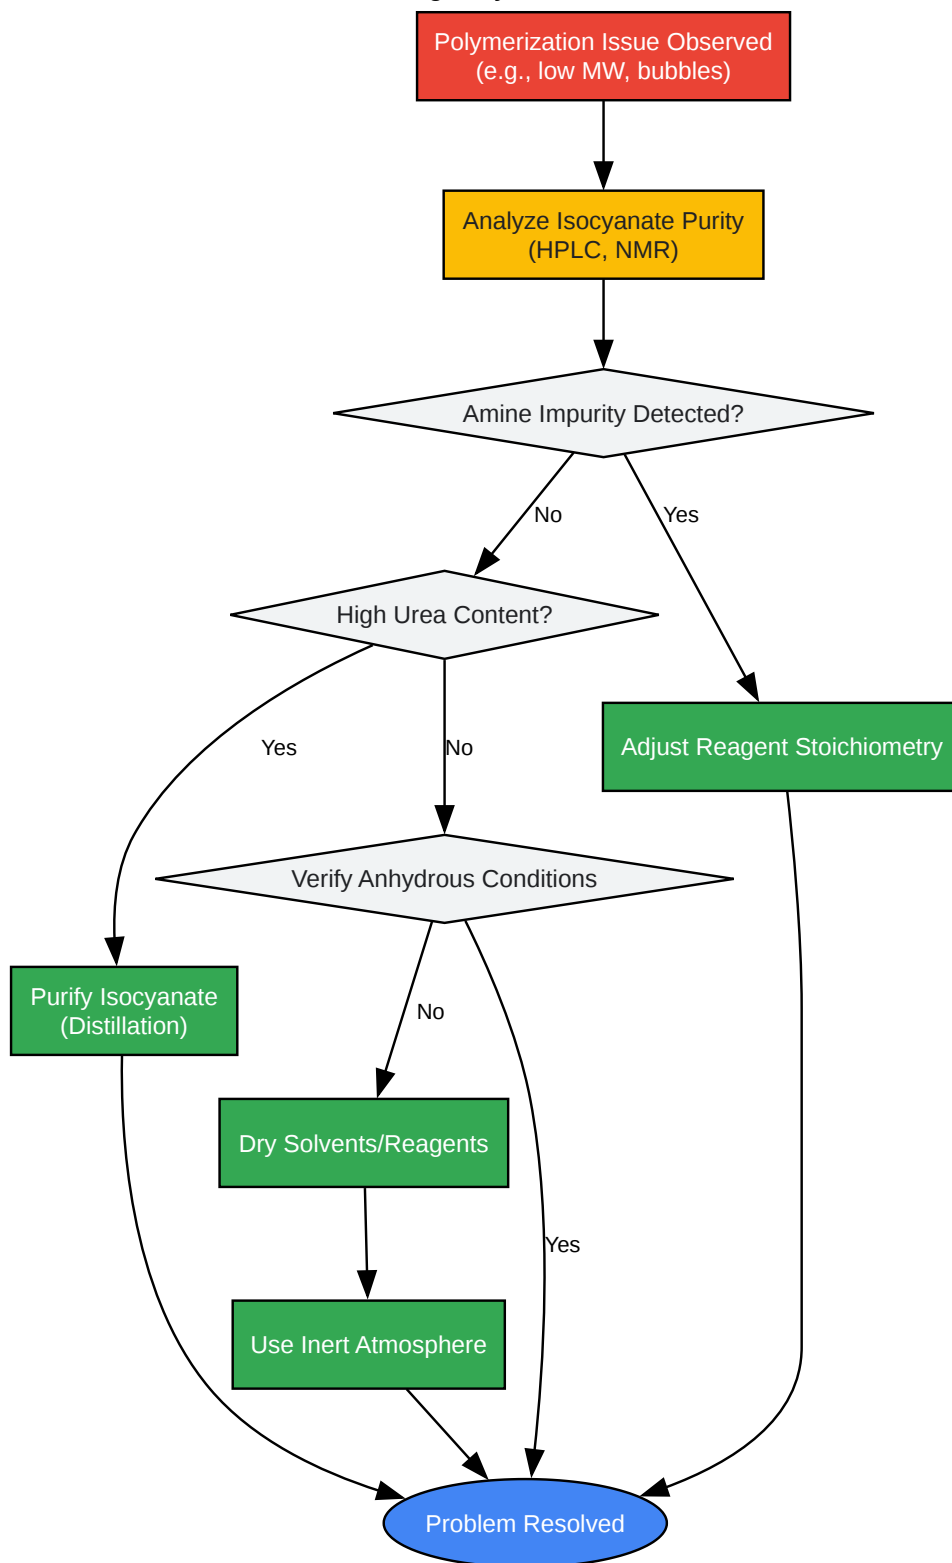 Polymerization Issue Observed
(e.g., low MW, bubbles)
Analyze Isocyanate Purity
(HPLC, NMR)
Amine Impurity Detected?
No
Yes
High Urea Content?
Yes
No
Adjust Reagent Stoichiometry
Verify Anhydrous Conditions
Purify Isocyanate
(Distillation)
No
Dry Solvents/Reagents
Yes
Use Inert Atmosphere
Problem Resolved